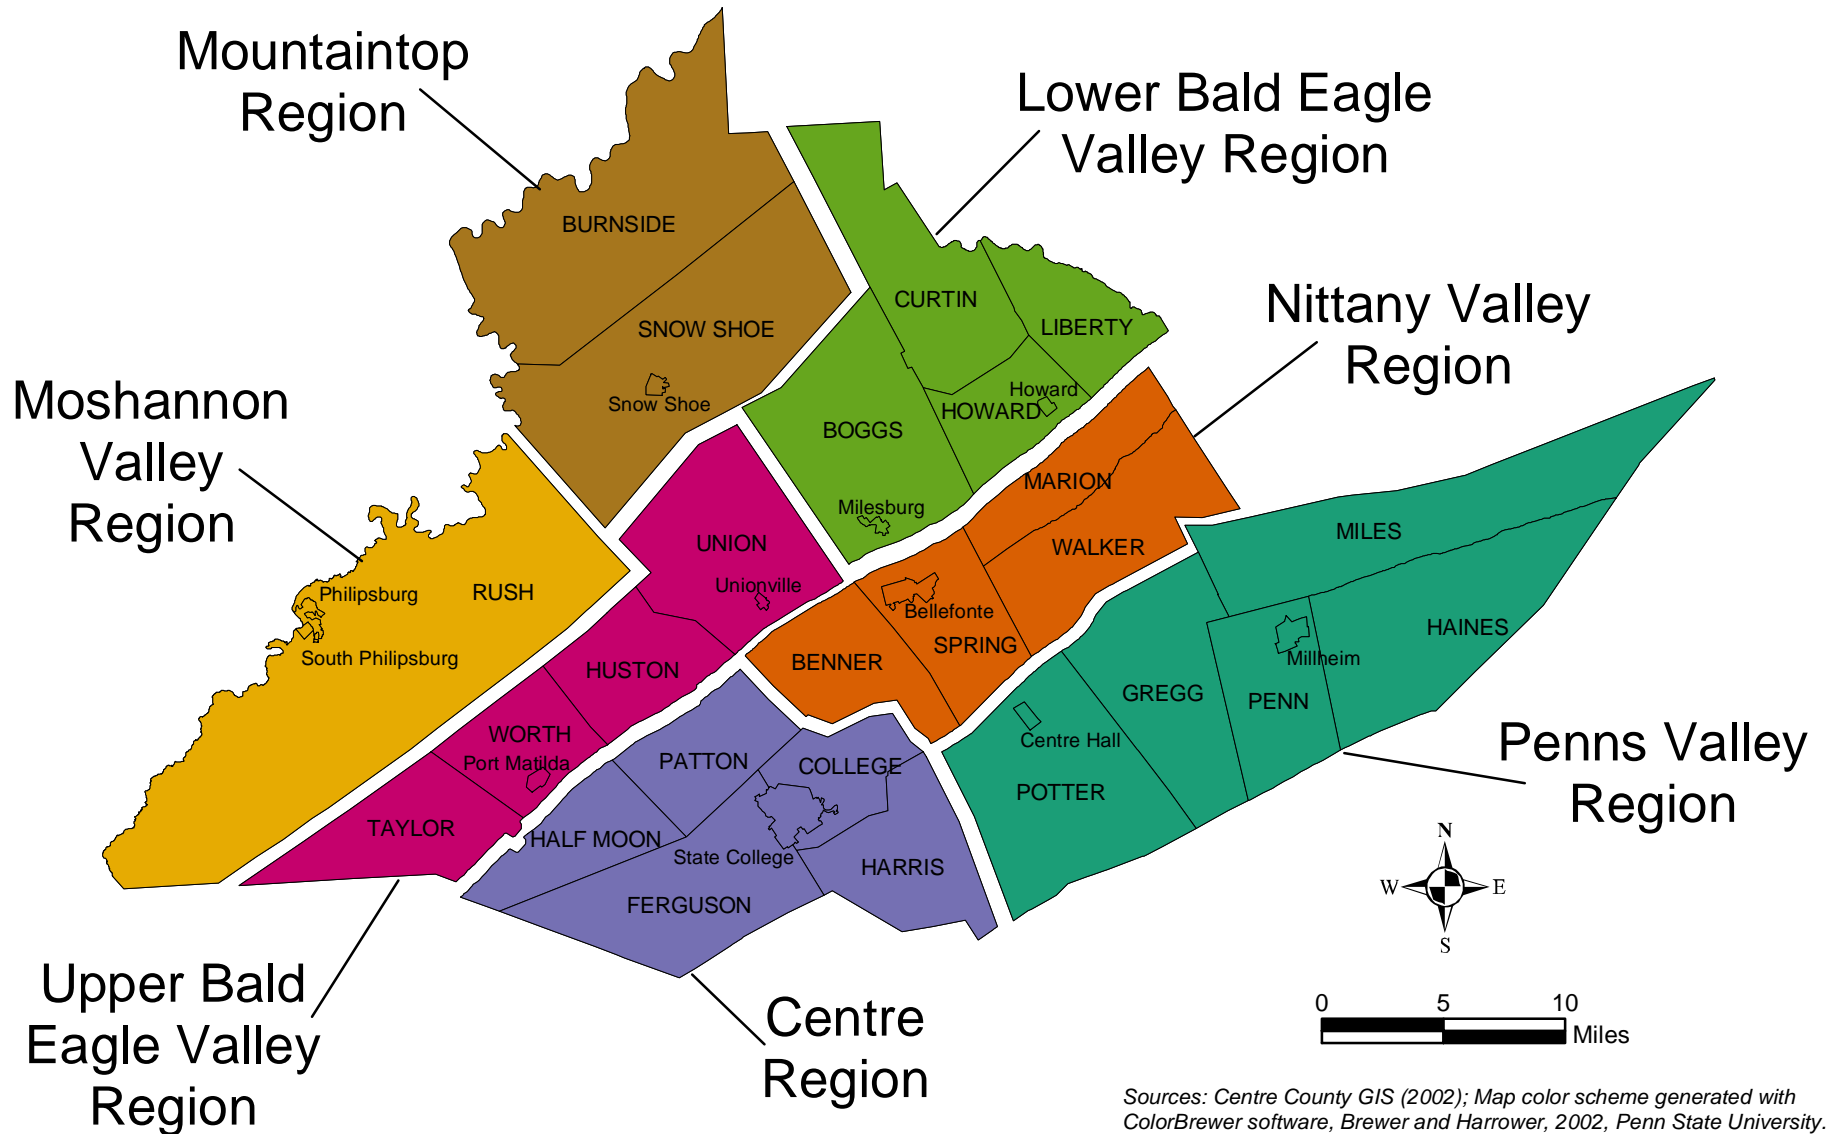 Mountaintop
Region
Lower Bald Eagle
Valley Region
Nittany Valley
Region
Moshannon
Valley
Region
Penns Valley
Region
Upper Bald
Eagle Valley
Region
Centre
Region
BURNSIDE
SNOW SHOE
Snow Shoe
CURTIN
LIBERTY
Howard
HOWARD
BOGGS
Milesburg
MARION
WALKER
Bellefonte
SPRING
BENNER
UNION
Unionville
HUSTON
WORTH
Port Matilda
TAYLOR
RUSH
Philipsburg
South Philipsburg
PATTON
COLLEGE
HALF MOON
State College
HARRIS
FERGUSON
MILES
HAINES
Millheim
PENN
GREGG
Centre Hall
POTTER
N
W
E
S
0 5 10
Miles
Sources: Centre County GIS (2002); Map color scheme generated with
ColorBrewer software, Brewer and Harrower, 2002, Penn State University.